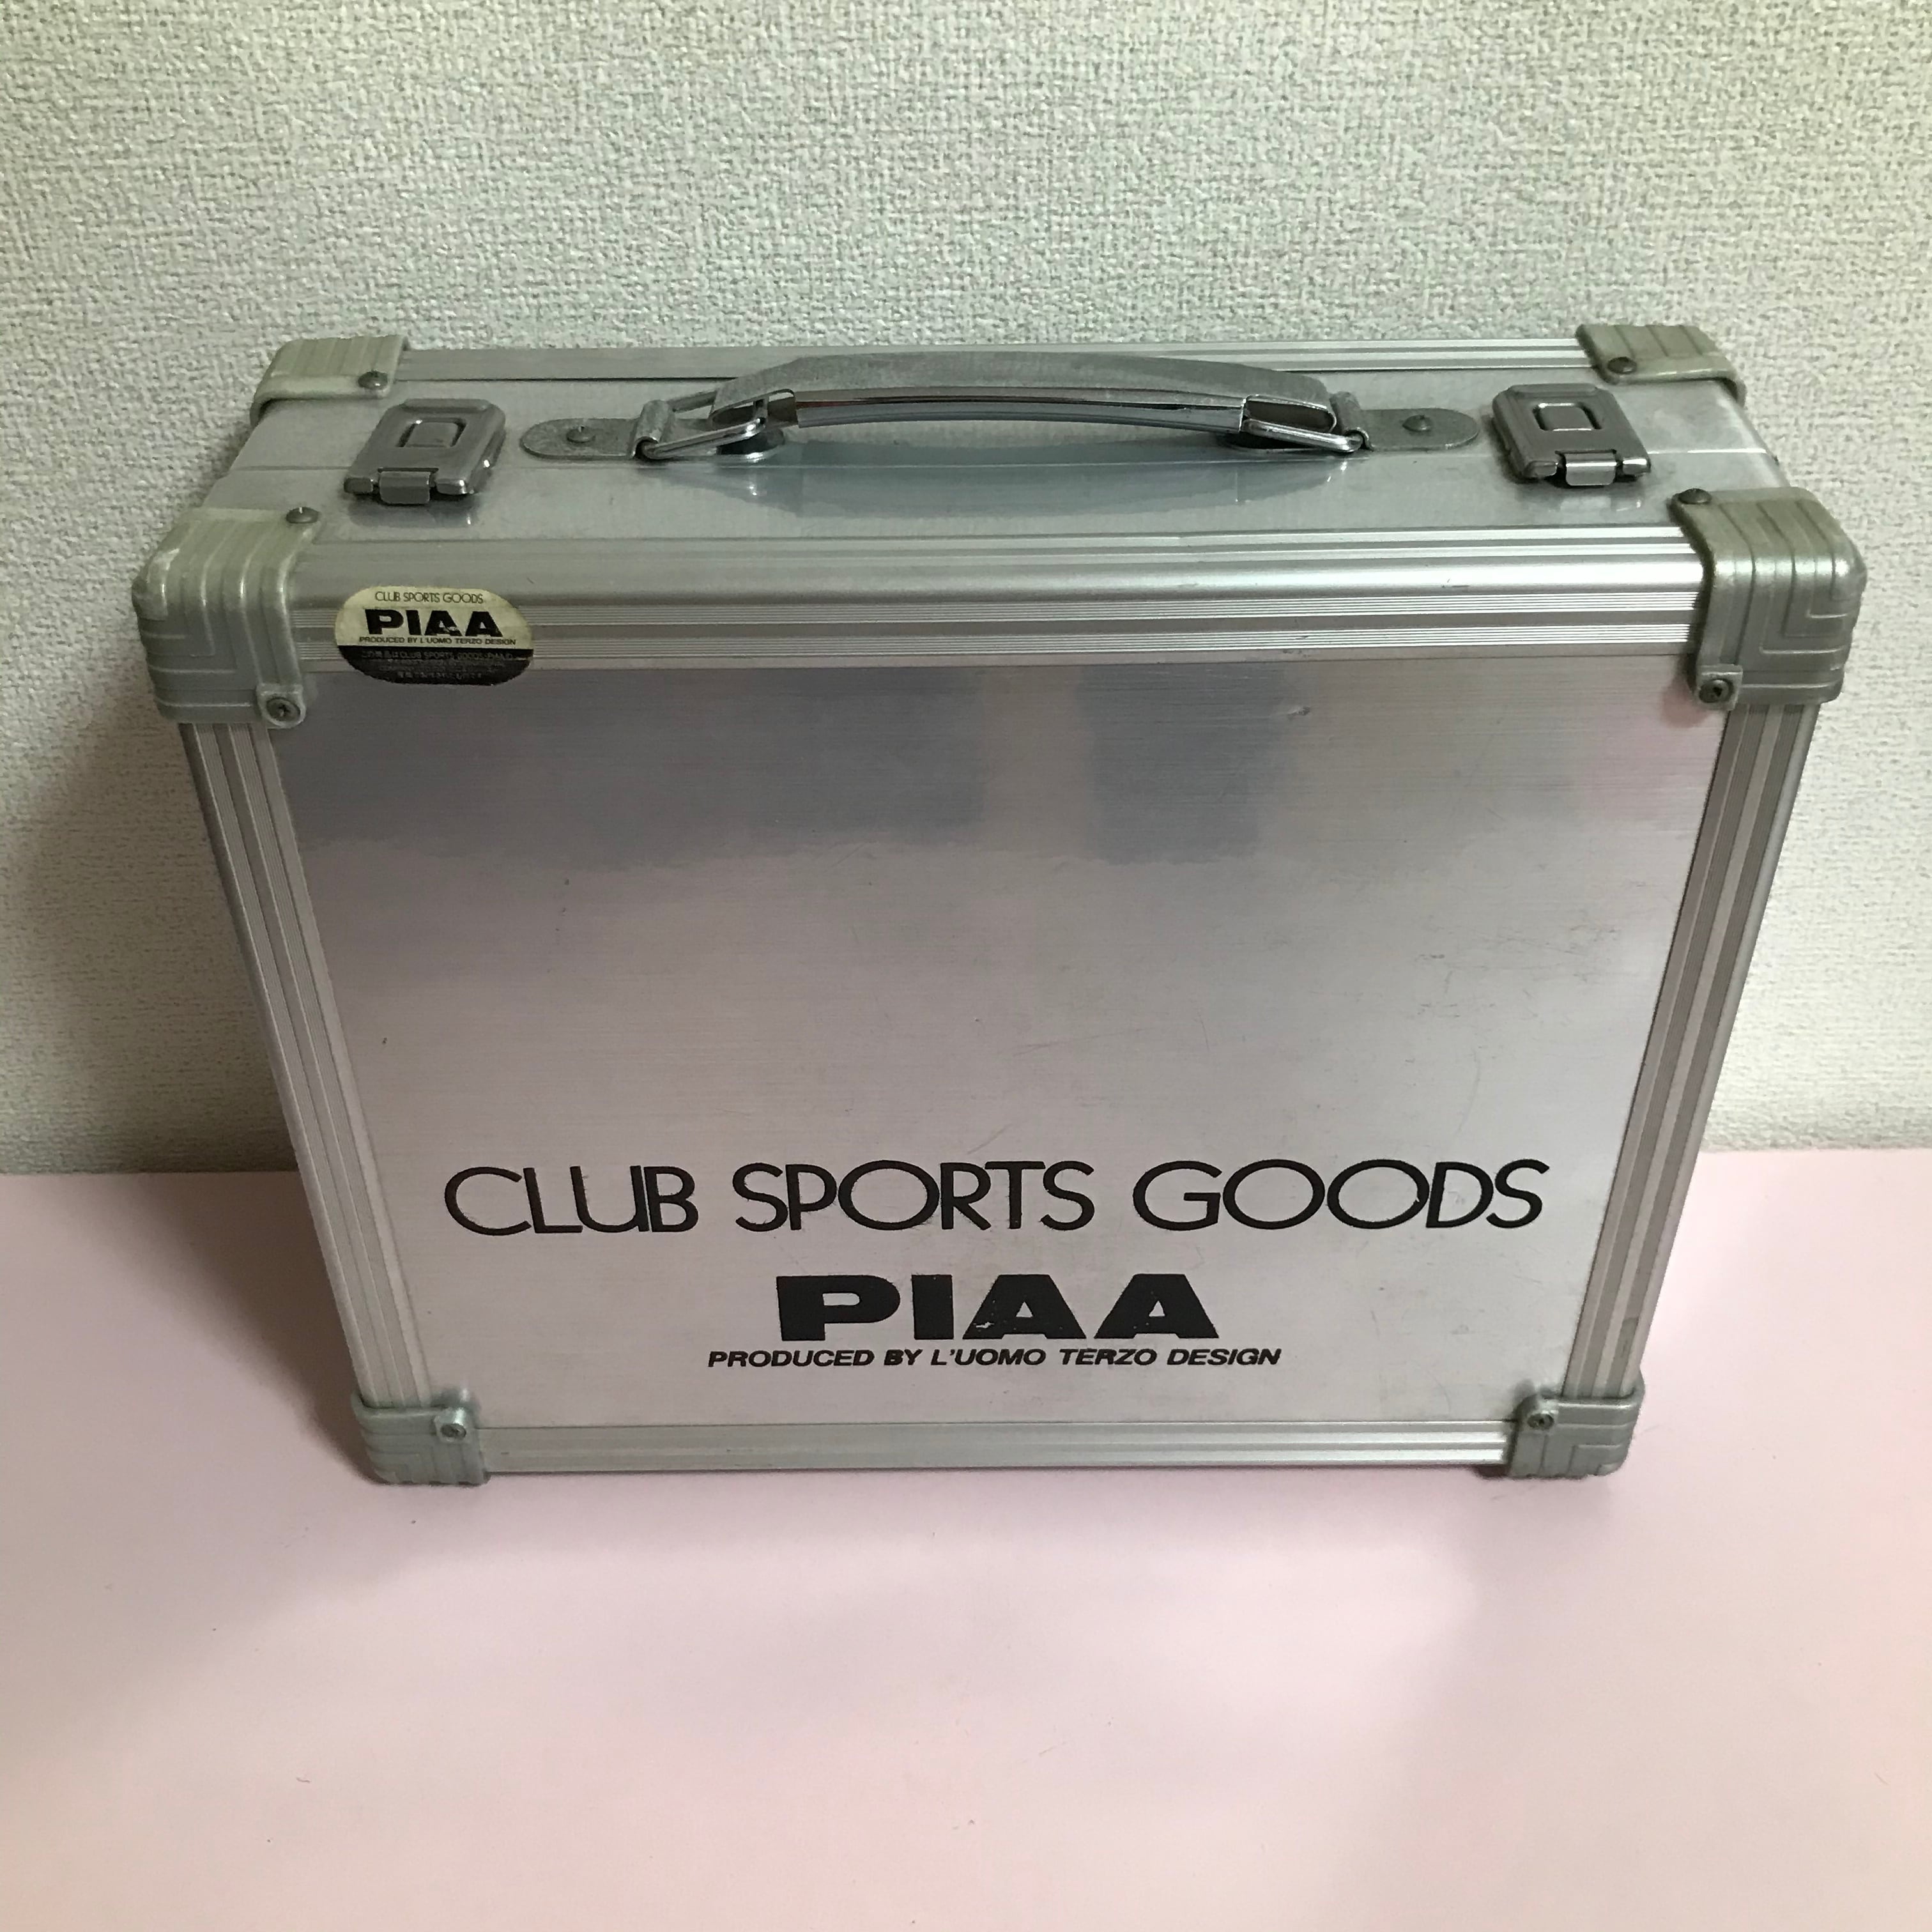 CLUB SPORTS GOODS
PIAA
PRODUCED BY L'UOMO TERZO DESIGN
CLUB SPORTS GOODS
PIAA
PRODUCED BY L'UOMO TERZO DESIGN